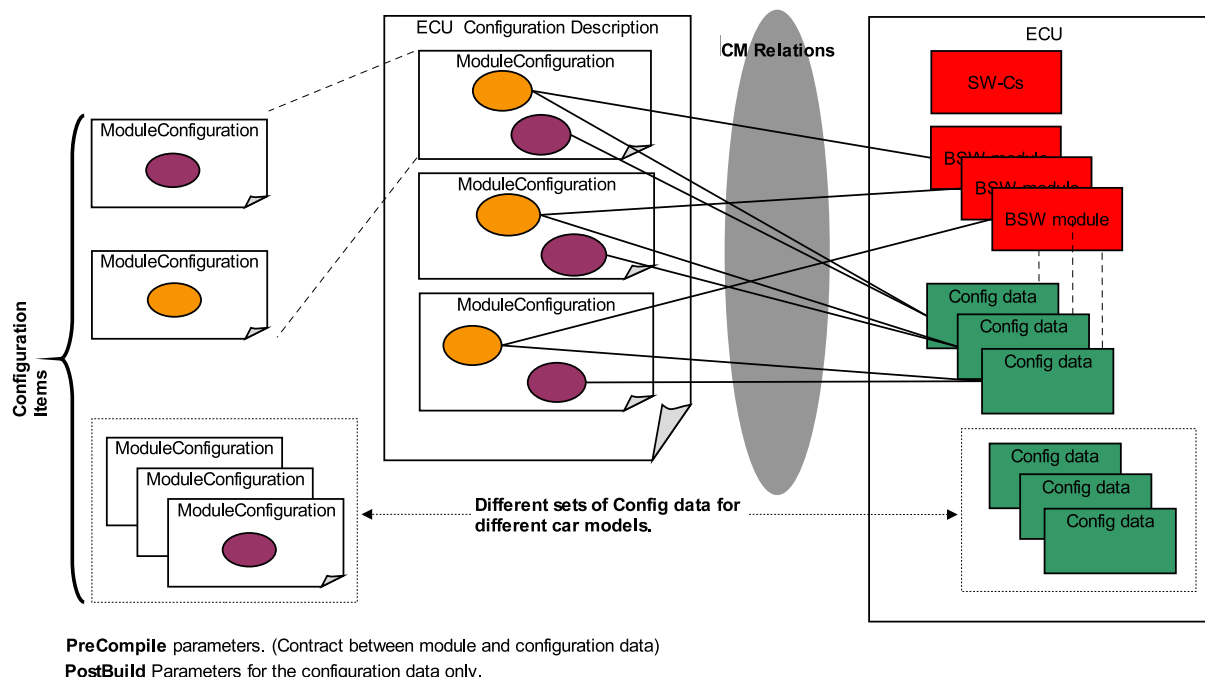 ECU Configuration Description
CM Relations
ECU
ModuleConfiguration
SW-Cs
ModuleConfiguration
BSW module
BSW module
BSW module
ModuleConfiguration
ModuleConfiguration
ModuleConfiguration
Config data
Config data
Config data
Configuration
Items
ModuleConfiguration
ModuleConfiguration
ModuleConfiguration
Different sets of Config data for
different car models.
Config data
Config data
Config data
PreCompile parameters. (Contract between module and configuration data)
PostBuild Parameters for the configuration data only.